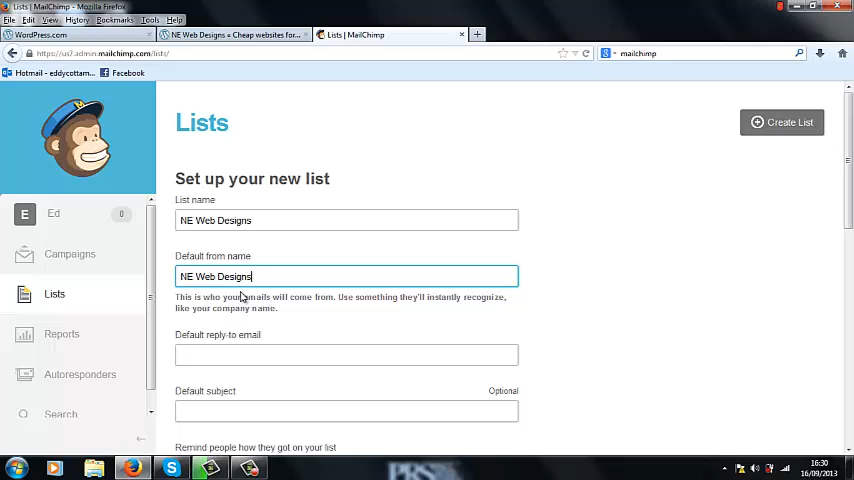 Lists | MailChimp - Mozilla Firefox
File Edit View History Bookmarks Tools Help
WordPress.com
NE Web Designs = Cheap websites for...
Lists | MailChimp
https://us7.admin.mailchimp.com/lists/
mailchimp
Hotmail - eddycottam...
Facebook
Lists
Create List
Set up your new list
List name
NE Web Designs
E
Ed
0
Campaigns
Default from name
NE Web Designs
Lists
This is who your emails will come from. Use something they'll instantly recognize,
like your company name.
Reports
Default reply-to email
Autoresponders
Default subject
Optional
Search
Remind people how they got on your list
16:30
16/09/2013